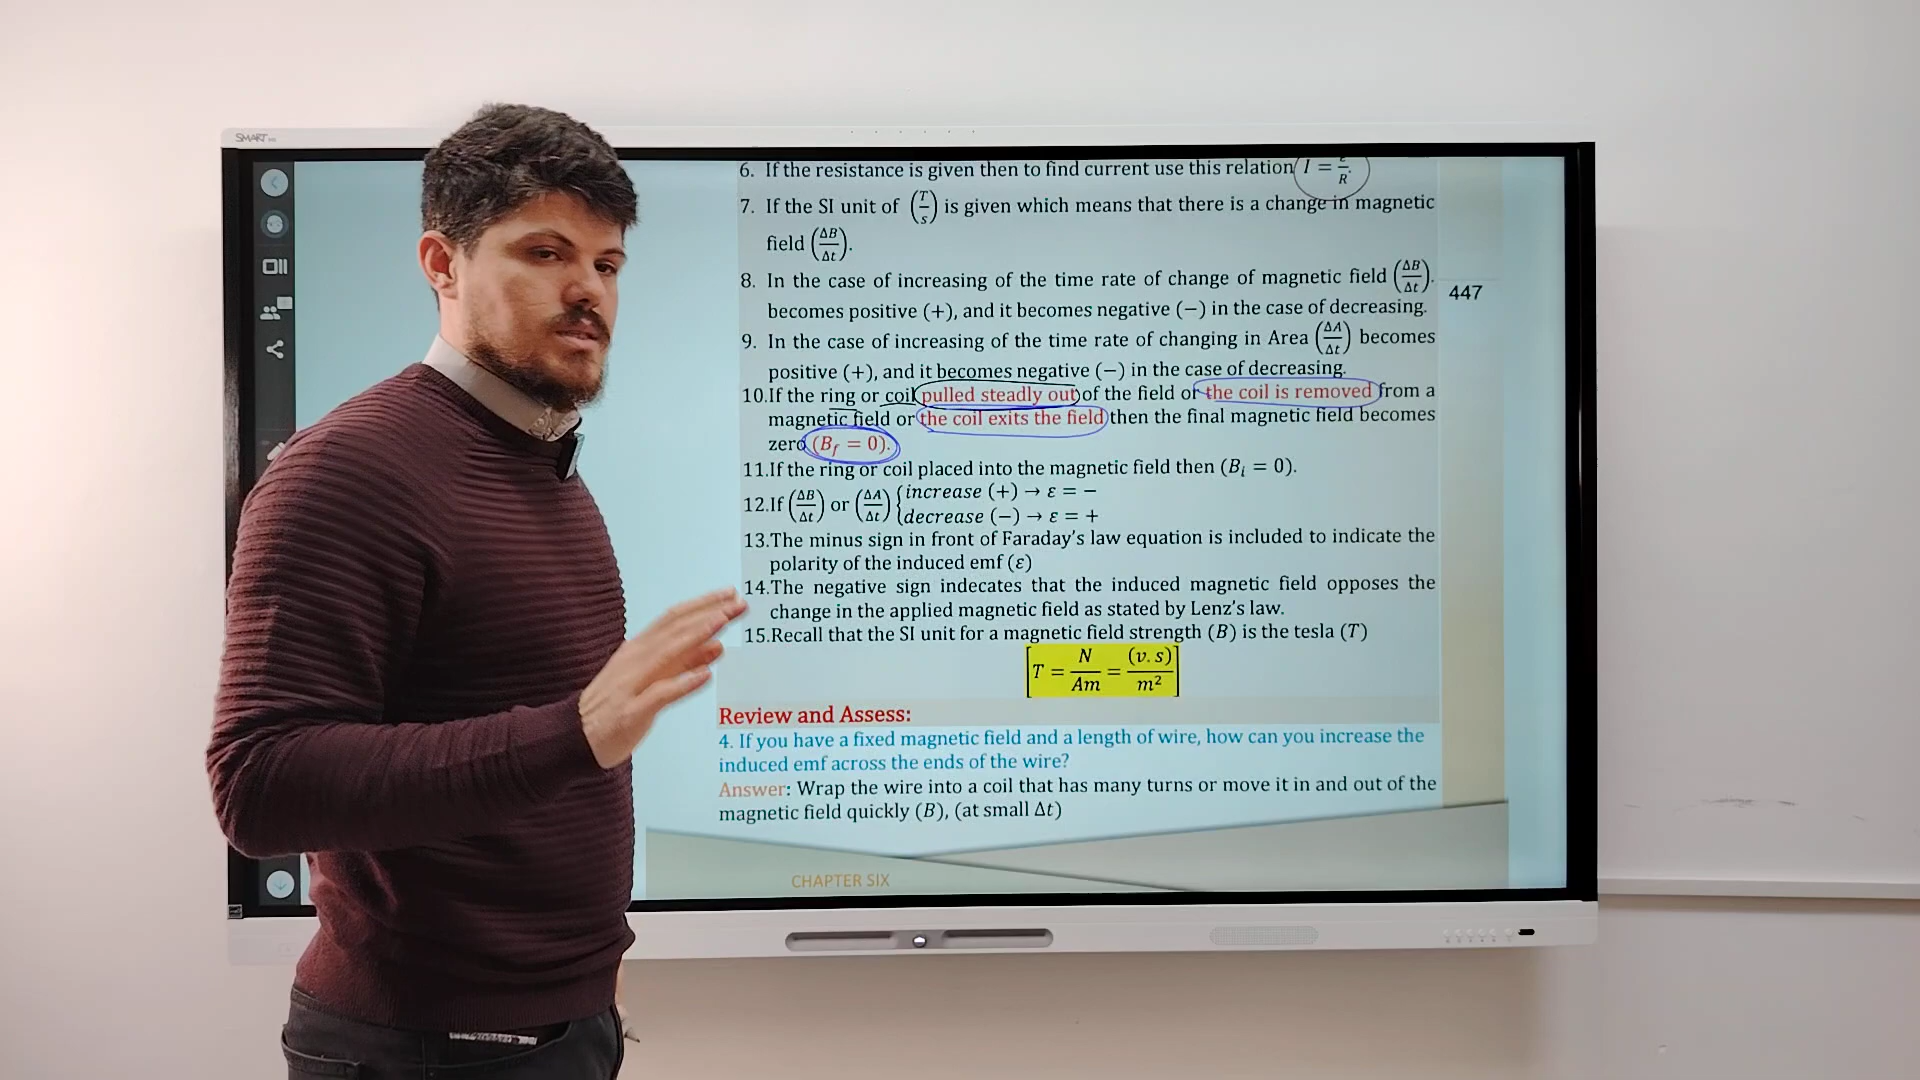 SMART
6. If the resistance is given then to find current use this relation I = ε/R.
7. If the SI unit of (T/s) is given which means that there is a change in magnetic
field (ΔB/Δt).
8. In the case of increasing of the time rate of change of magnetic field (ΔB/Δt).
447
becomes positive (+), and it becomes negative (−) in the case of decreasing.
9. In the case of increasing of the time rate of changing in Area (ΔA/Δt) becomes
positive (+), and it becomes negative (−) in the case of decreasing.
10.If the ring or coil pulled steadily out of the field or the coil is removed from a
magnetic field or the coil exits the field then the final magnetic field becomes
zero (B_f = 0).
11.If the ring or coil placed into the magnetic field then (B_i = 0).
12.If (ΔB/Δt) or (ΔA/Δt) {increase (+) → ε = −
decrease (−) → ε = +
13.The minus sign in front of Faraday's law equation is included to indicate the
polarity of the induced emf (ε)
14.The negative sign indecates that the induced magnetic field opposes the
change in the applied magnetic field as stated by Lenz's law.
15.Recall that the SI unit for a magnetic field strength (B) is the tesla (T)
[T = N/Am = (v. s)/m²]
Review and Assess:
4. If you have a fixed magnetic field and a length of wire, how can you increase the
induced emf across the ends of the wire?
Answer: Wrap the wire into a coil that has many turns or move it in and out of the
magnetic field quickly (B), (at small Δt)
CHAPTER SIX